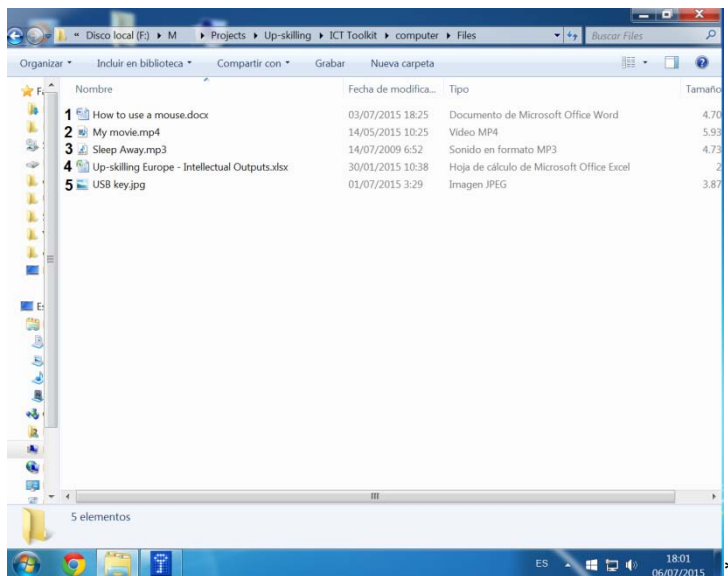 « Disco local (F:) ▸ M ▸ Projects ▸ Up-skilling ▸ ICT Toolkit ▸ computer ▸ Files Buscar Files
Organizar Incluir en biblioteca Compartir con Grabar Nueva carpeta
Nombre Fecha de modifica... Tipo Tamaño
1 How to use a mouse.docx 03/07/2015 18:25 Documento de Microsoft Office Word 4.70
2 My movie.mp4 14/05/2015 10:25 Vídeo MP4 5.93
3 Sleep Away.mp3 14/07/2009 6:52 Sonido en formato MP3 4.73
4 Up-skilling Europe - Intellectual Outputs.xlsx 30/01/2015 10:38 Hoja de cálculo de Microsoft Office Excel 2
5 USB key.jpg 01/07/2015 3:29 Imagen JPEG 3.87
5 elementos
ES 18:01
06/07/2015